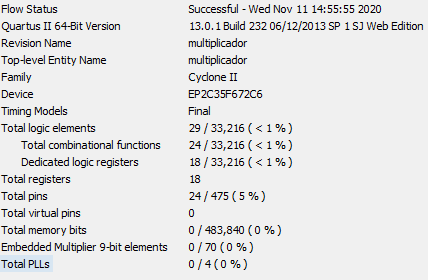 Flow Status Successful - Wed Nov 11 14:55:55 2020
Quartus II 64-Bit Version 13.0.1 Build 232 06/12/2013 SP 1 SJ Web Edition
Revision Name multiplicador
Top-level Entity Name multiplicador
Family Cyclone II
Device EP2C35F672C6
Timing Models Final
Total logic elements 29 / 33,216 ( < 1 % )
Total combinational functions 24 / 33,216 ( < 1 % )
Dedicated logic registers 18 / 33,216 ( < 1 % )
Total registers 18
Total pins 24 / 475 ( 5 % )
Total virtual pins 0
Total memory bits 0 / 483,840 ( 0 % )
Embedded Multiplier 9-bit elements 0 / 70 ( 0 % )
Total PLLs 0 / 4 ( 0 % )